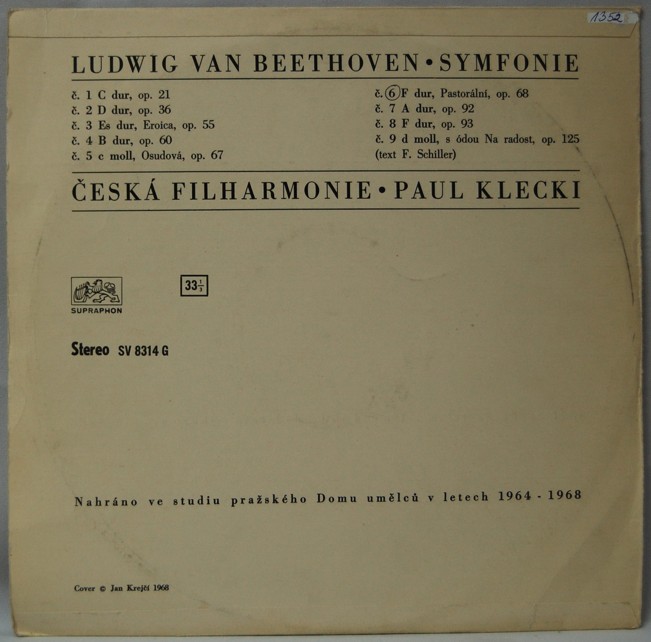 1352
LUDWIG VAN BEETHOVEN • SYMFONIE
č. 1 C dur, op. 21
č. 2 D dur, op. 36
č. 3 Es dur, Eroica, op. 55
č. 4 B dur, op. 60
č. 5 c moll, Osudová, op. 67
č. 6 F dur, Pastorální, op. 68
č. 7 A dur, op. 92
č. 8 F dur, op. 93
č. 9 d moll, s ódou Na radost, op. 125
(text F. Schiller)
ČESKÁ FILHARMONIE • PAUL KLECKI
33⅓
SUPRAPHON
Stereo SV 8314 G
Nahráno ve studiu pražského Domu umělců v letech 1964 - 1968
Cover © Jan Krejčí 1968